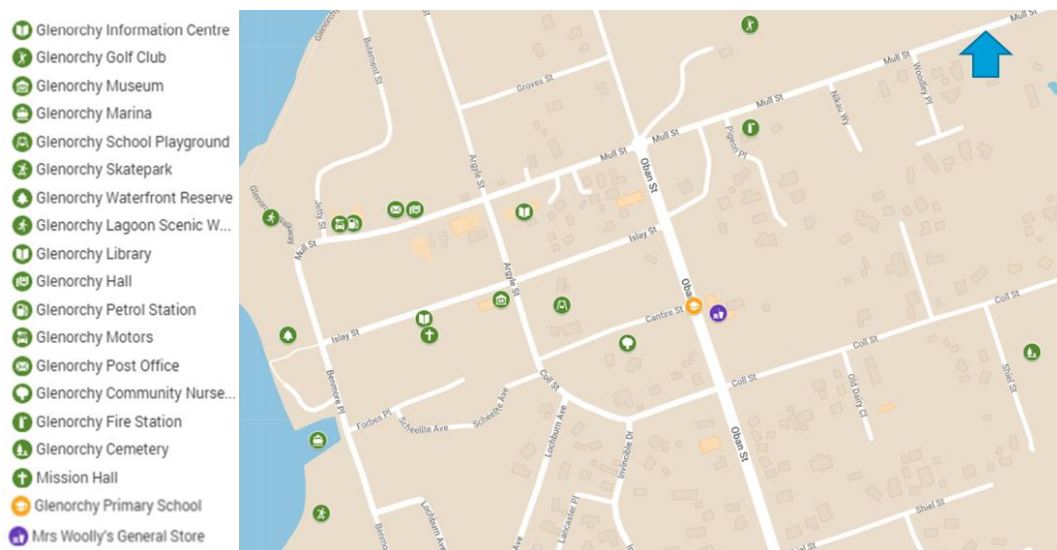 Glenorchy Information Centre
Glenorchy Golf Club
Glenorchy Museum
Glenorchy Marina
Glenorchy School Playground
Glenorchy Skatepark
Glenorchy Waterfront Reserve
Glenorchy Lagoon Scenic W...
Glenorchy Library
Glenorchy Hall
Glenorchy Petrol Station
Glenorchy Motors
Glenorchy Post Office
Glenorchy Community Nurse...
Glenorchy Fire Station
Glenorchy Cemetery
Mission Hall
Glenorchy Primary School
Mrs Woolly's General Store
Butement St
Groves St
Mull St
Mull St
Mull St
Mull St
Mull St
Woodley Pl
Nikau Wy
Pigeon Pl
Argyle St
Oban St
Jetty St
Mull St
Islay St
Argyle St
Islay St
Cantire St
Coll St
Coll St
Coll St
Shiel St
Old Dairy Cl
Benmore Pl
Forbes Pl
Scheelite Ave
Scheelite Ave
Lochburn Ave
Invincible Dr
Oban St
Lancaster Pl
Lochburn Ave
Shiel St
Shiel St